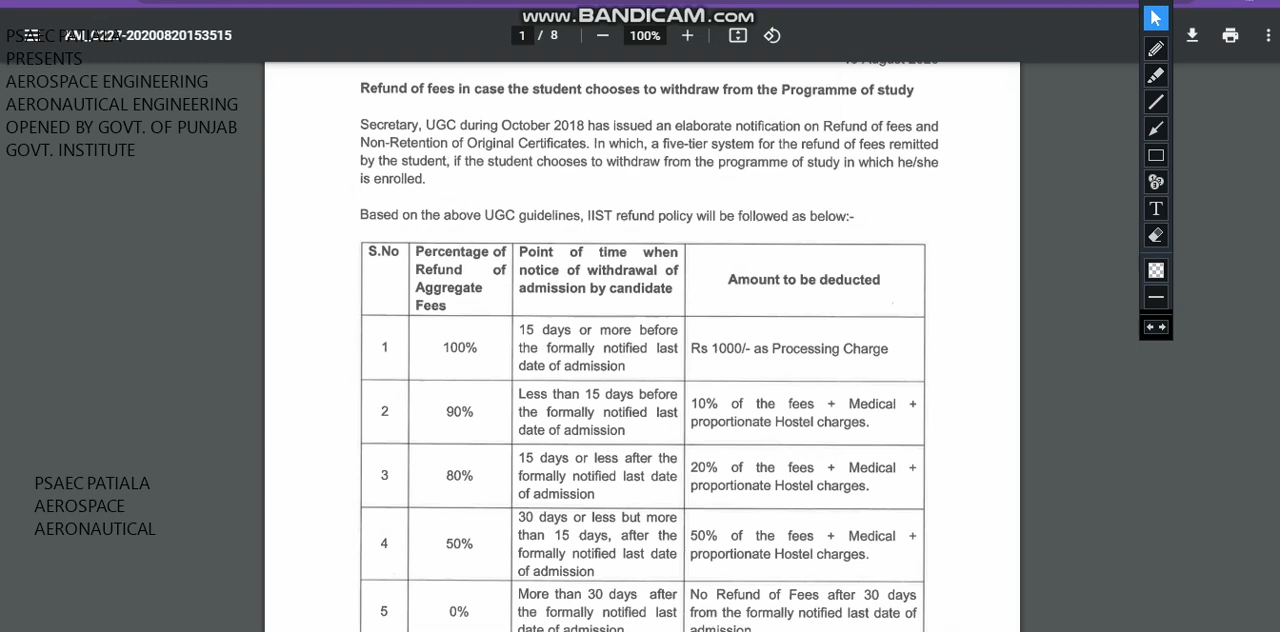 www.BANDICAM.com
PSAEC PATIALA
20200820153515
1 / 8
100%
PRESENTS
AEROSPACE ENGINEERING
AERONAUTICAL ENGINEERING
OPENED BY GOVT. OF PUNJAB
GOVT. INSTITUTE
Refund of fees in case the student chooses to withdraw from the Programme of study
Secretary, UGC during October 2018 has issued an elaborate notification on Refund of fees and
Non-Retention of Original Certificates. In which, a five-tier system for the refund of fees remitted
by the student, if the student chooses to withdraw from the programme of study in which he/she
is enrolled.
Based on the above UGC guidelines, IIST refund policy will be followed as below:-
S.No
Percentage of
Refund of
Aggregate
Fees
Point of time when
notice of withdrawal of
admission by candidate
Amount to be deducted
1
100%
15 days or more before
the formally notified last
date of admission
Rs 1000/- as Processing Charge
2
90%
Less than 15 days before
the formally notified last
date of admission
10% of the fees + Medical +
proportionate Hostel charges.
3
80%
15 days or less after the
formally notified last date
of admission
20% of the fees + Medical +
proportionate Hostel charges.
4
50%
30 days or less but more
than 15 days, after the
formally notified last date
of admission
50% of the fees + Medical +
proportionate Hostel charges.
5
0%
More than 30 days after
the formally notified last
date of admission
No Refund of Fees after 30 days
from the formally notified last date of
admission
PSAEC PATIALA
AEROSPACE
AERONAUTICAL
T